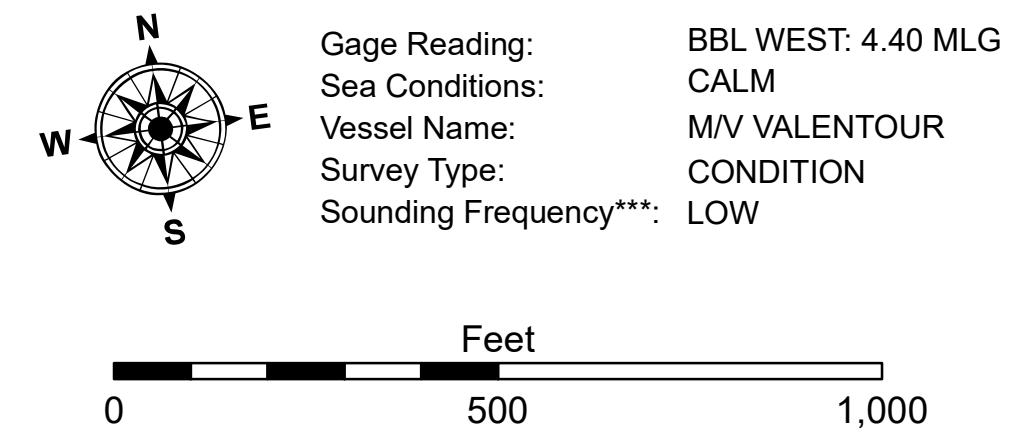 N
W
E
S
Gage Reading: BBL WEST: 4.40 MLG
Sea Conditions: CALM
Vessel Name: M/V VALENTOUR
Survey Type: CONDITION
Sounding Frequency***: LOW
Feet
0 500 1,000